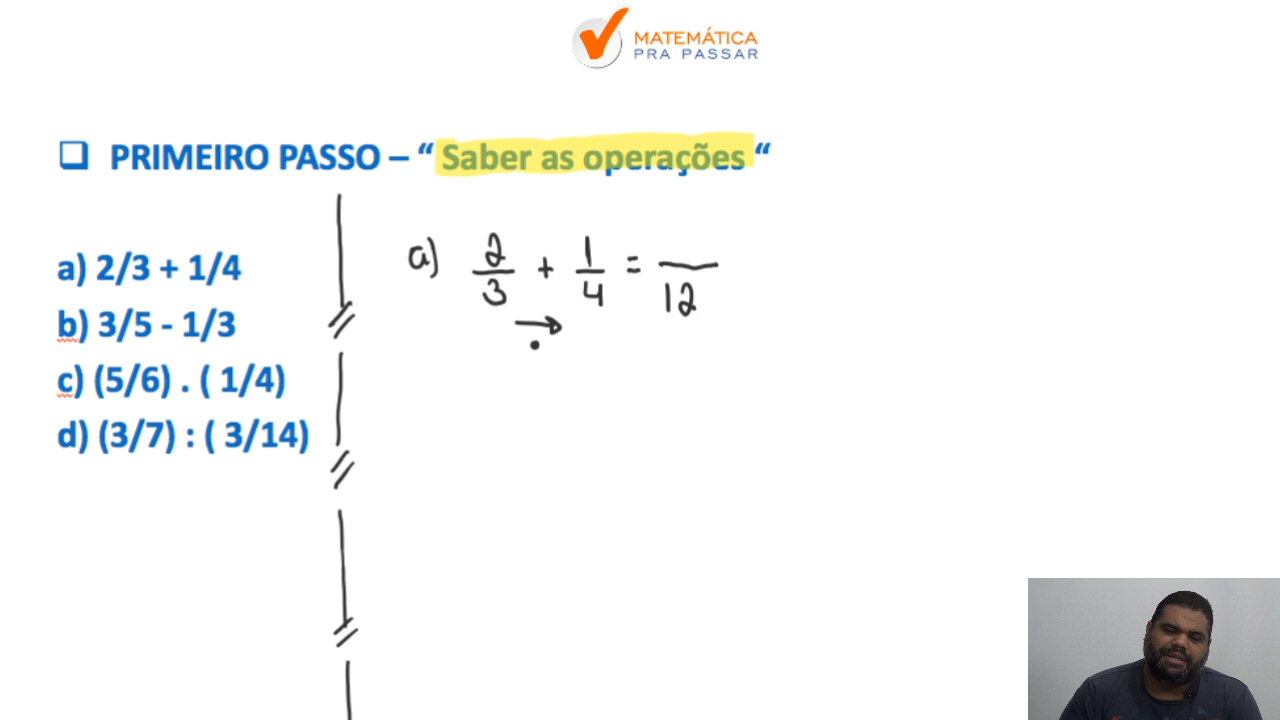 MATEMÁTICA
PRA PASSAR
PRIMEIRO PASSO – “ Saber as operações “
a) 2/3 + 1/4
b) 3/5 - 1/3
c) (5/6) . ( 1/4)
d) (3/7) : ( 3/14)
a) 2/3 + 1/4 = /12